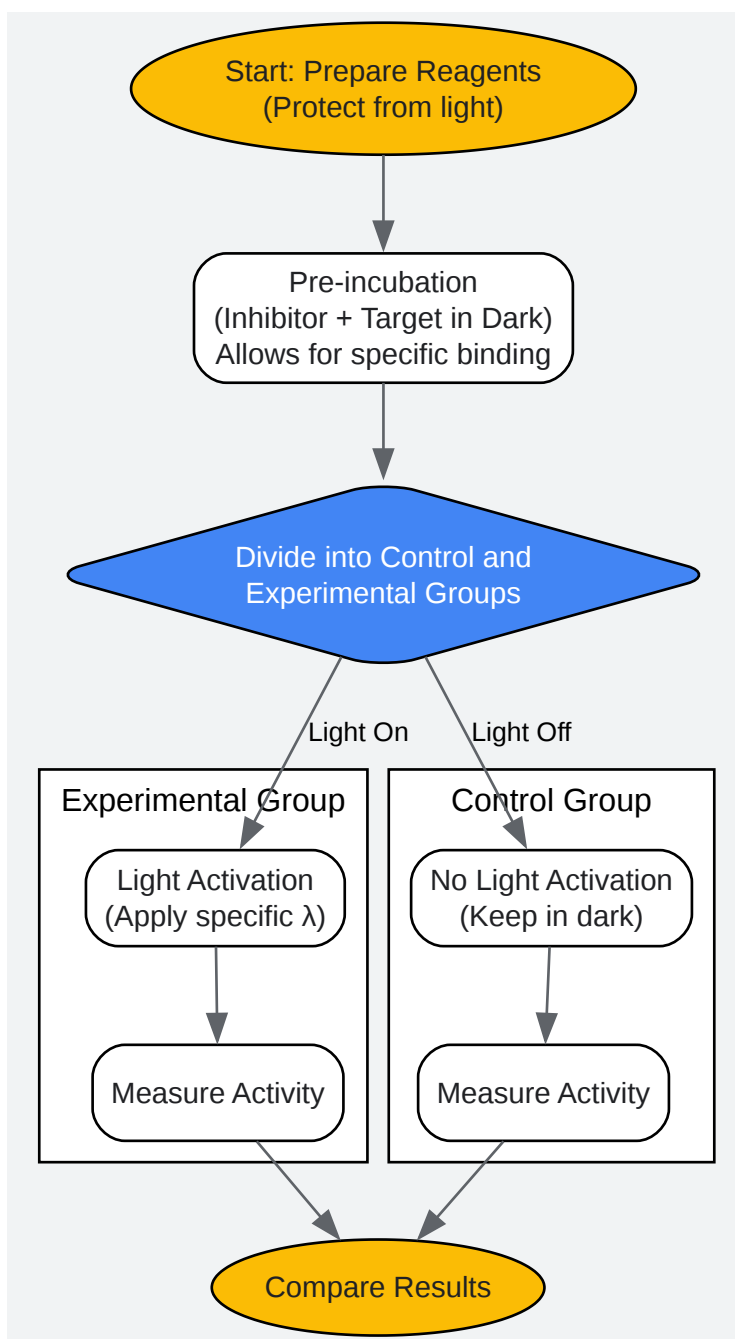 Start: Prepare Reagents
(Protect from light)
Pre-incubation
(Inhibitor + Target in Dark)
Allows for specific binding
Divide into Control and
Experimental Groups
Light On
Light Off
Experimental Group
Light Activation
(Apply specific λ)
Measure Activity
Control Group
No Light Activation
(Keep in dark)
Measure Activity
Compare Results